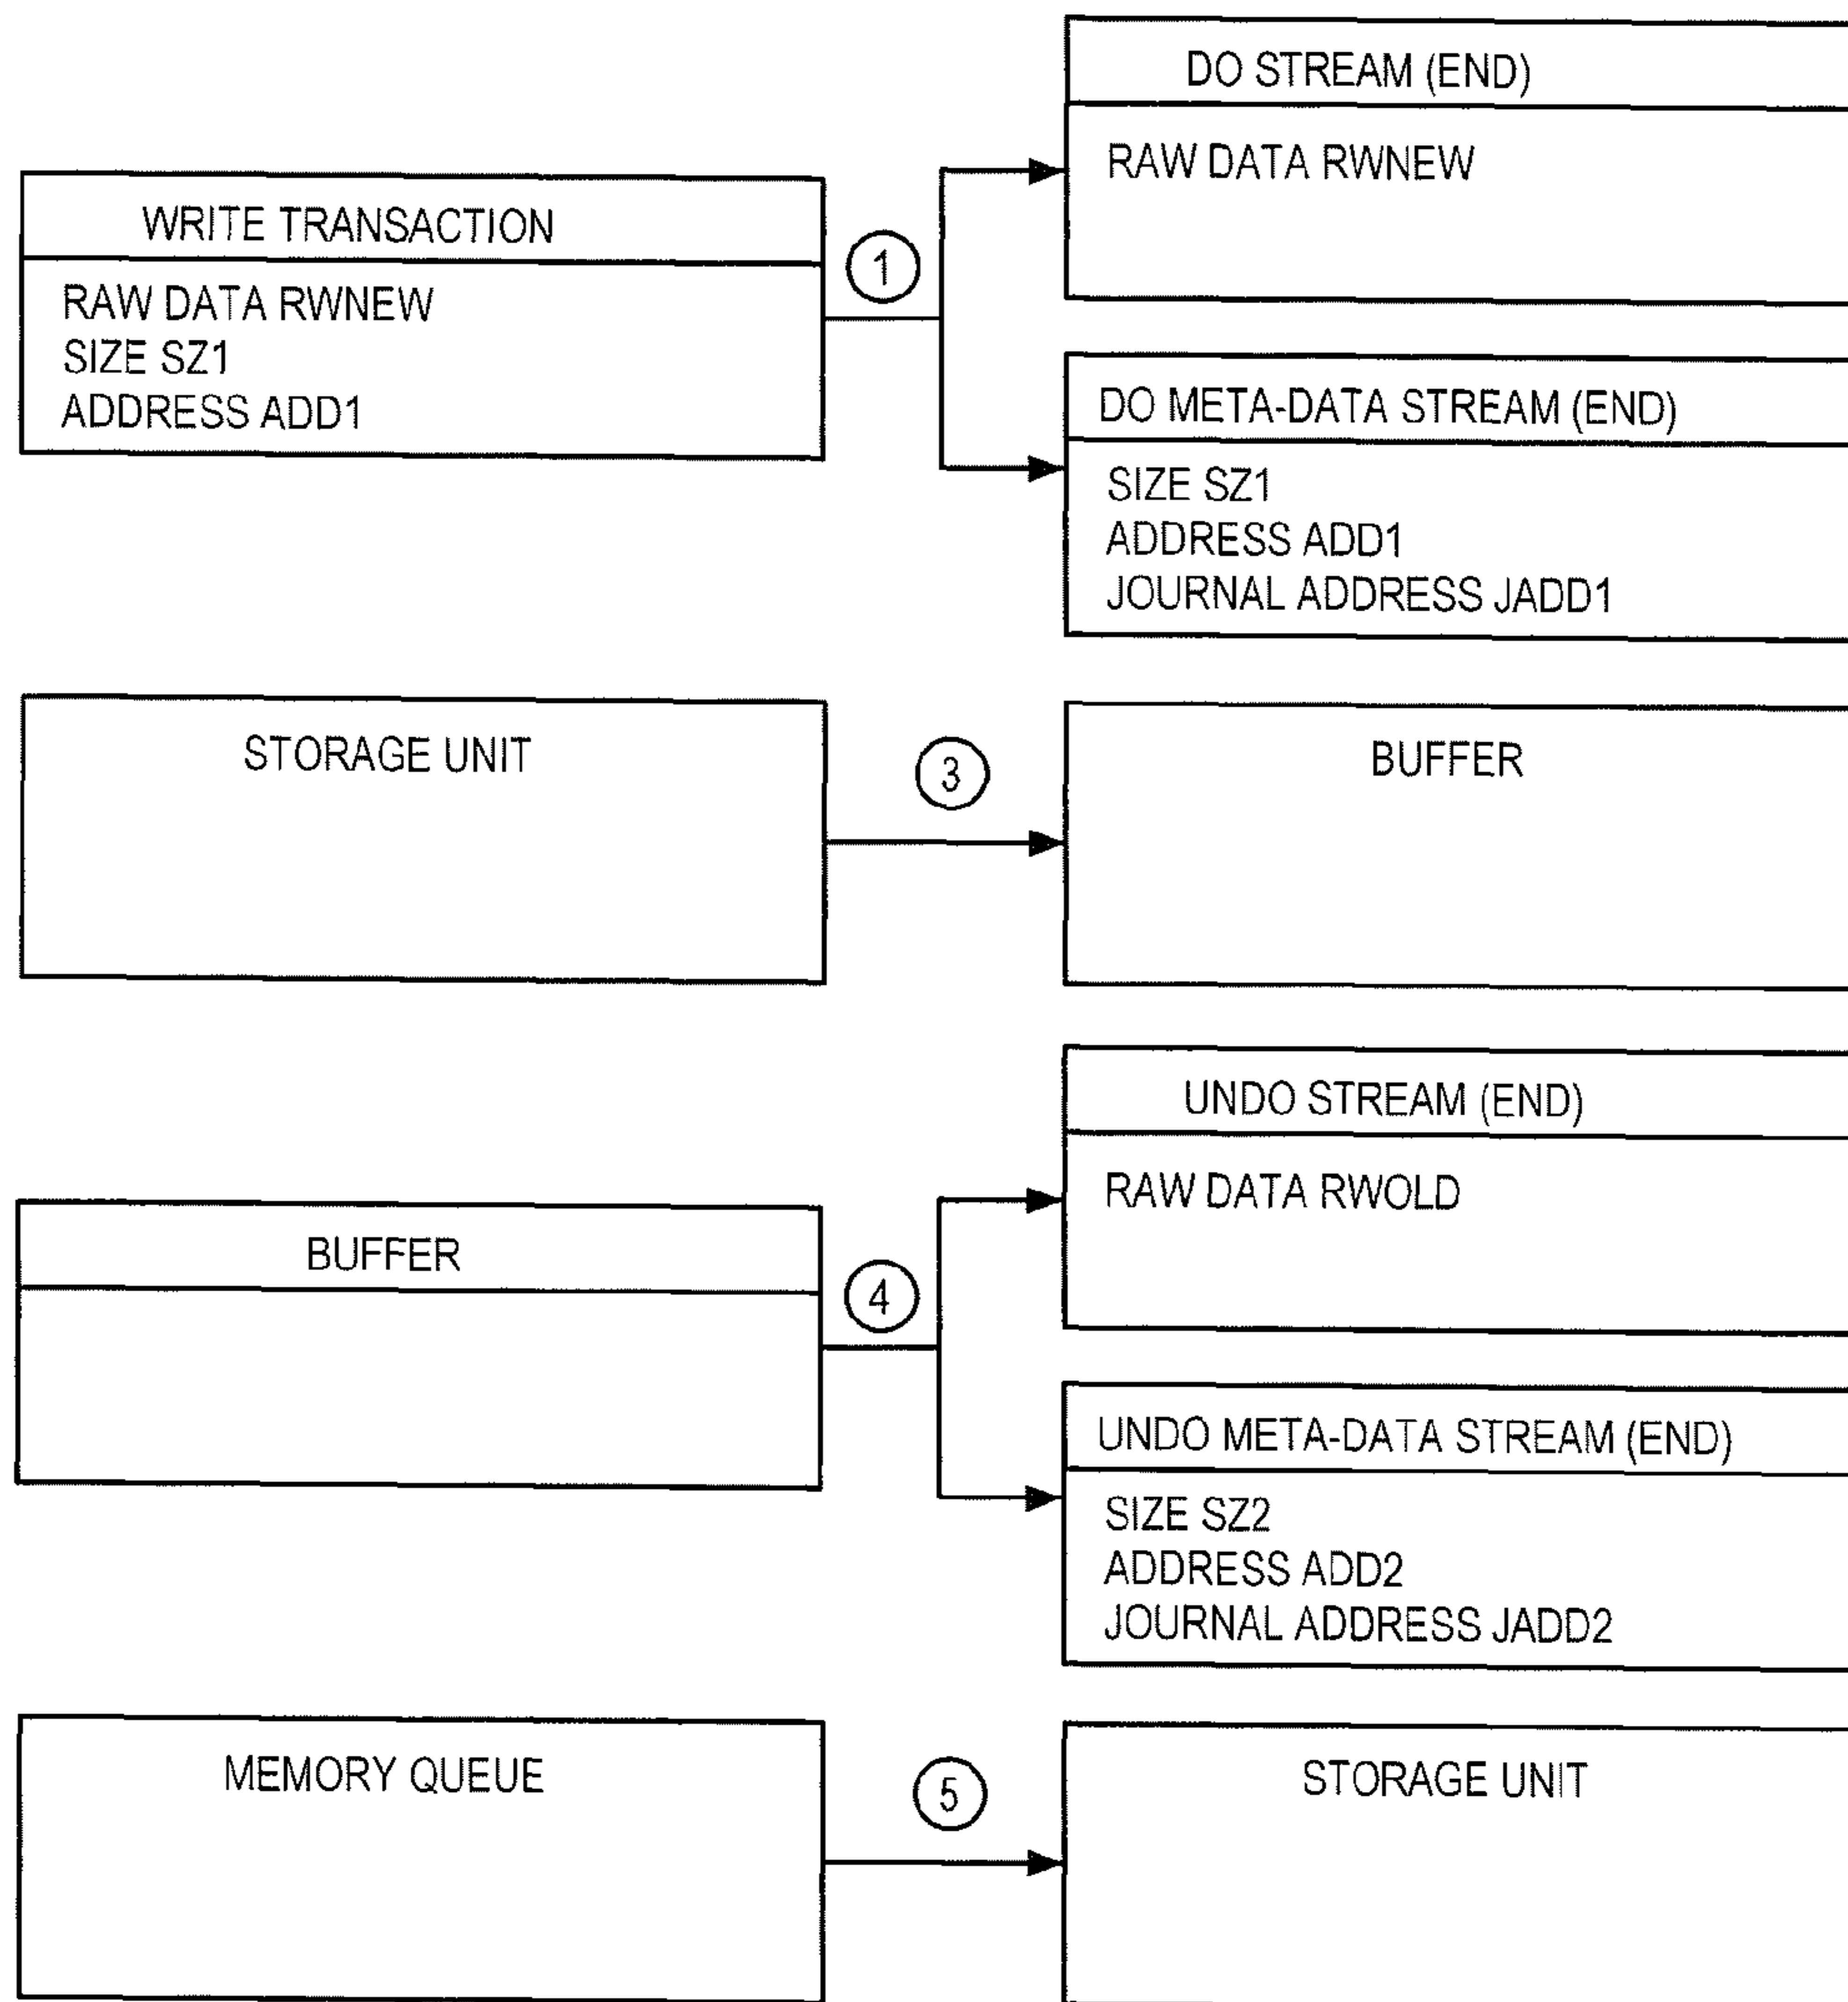 DO STREAM (END)
RAW DATA RWNEW
WRITE TRANSACTION
RAW DATA RWNEW
SIZE SZ1
ADDRESS ADD1
1
DO META-DATA STREAM (END)
SIZE SZ1
ADDRESS ADD1
JOURNAL ADDRESS JADD1
STORAGE UNIT
3
BUFFER
UNDO STREAM (END)
RAW DATA RWOLD
BUFFER
4
UNDO META-DATA STREAM (END)
SIZE SZ2
ADDRESS ADD2
JOURNAL ADDRESS JADD2
MEMORY QUEUE
5
STORAGE UNIT